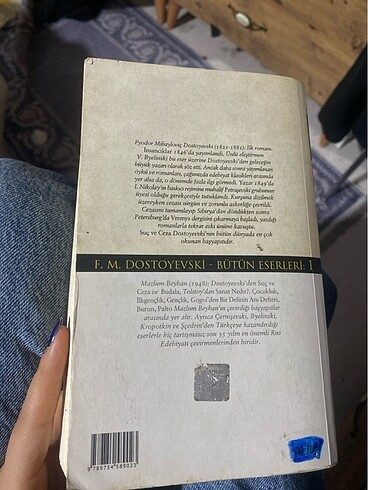 Fyodor Mihayloviç Dostoyevski (1821-1881): İlk romanı
İnsancıklar 1846'da yayımlandı. Ünlü eleştirmen
V. Byelinski bu eser üzerine Dostoyevski'den geleceğin
büyük yazarı olarak söz etti. Ancak daha sonra yayımlanan
öykü ve romanları, çağımızda edebiyat klasikleri arasında
yer alsa da, o dönemde fazla ilgi görmedi. Yazar 1849'da
I. Nikolay'ın baskıcı rejimine muhalif Petraşevski grubunun
üyesi olduğu gerekçesiyle tutuklandı. Kurşuna dizilmek
üzereyken cezası sürgün ve zorunlu askerliğe çevrildi.
Cezasını tamamlayıp Sibirya'dan döndükten sonra
Petersburg'da Vremya dergisini çıkarmaya başladı, yazdığı
romanlarla tekrar eski ününe kavuştu.
Suç ve Ceza Dostoyevski'nin bütün dünyada en çok
okunan başyapıtıdır.
F. M. DOSTOYEVSKİ - BÜTÜN ESERLERİ: 1
Mazlum Beyhan (1948): Dostoyevski'den Suç ve
Ceza ve Budala, Tolstoy'dan Sanat Nedir?, Çocukluk,
İlkgençlik, Gençlik, Gogol'den Bir Delinin Anı Defteri,
Burun, Palto Mazlum Beyhan'ın çevirdiği başyapıtlar
arasında yer alır. Ayrıca Çernişevski, Byelinski,
Kropotkin ve Şçedrin'den Türkçeye kazandırdığı
eserlerle hiç tartışmasız son 35 yılın en önemli Rus
Edebiyatı çevirmenlerinden biridir.
9 789754 589023